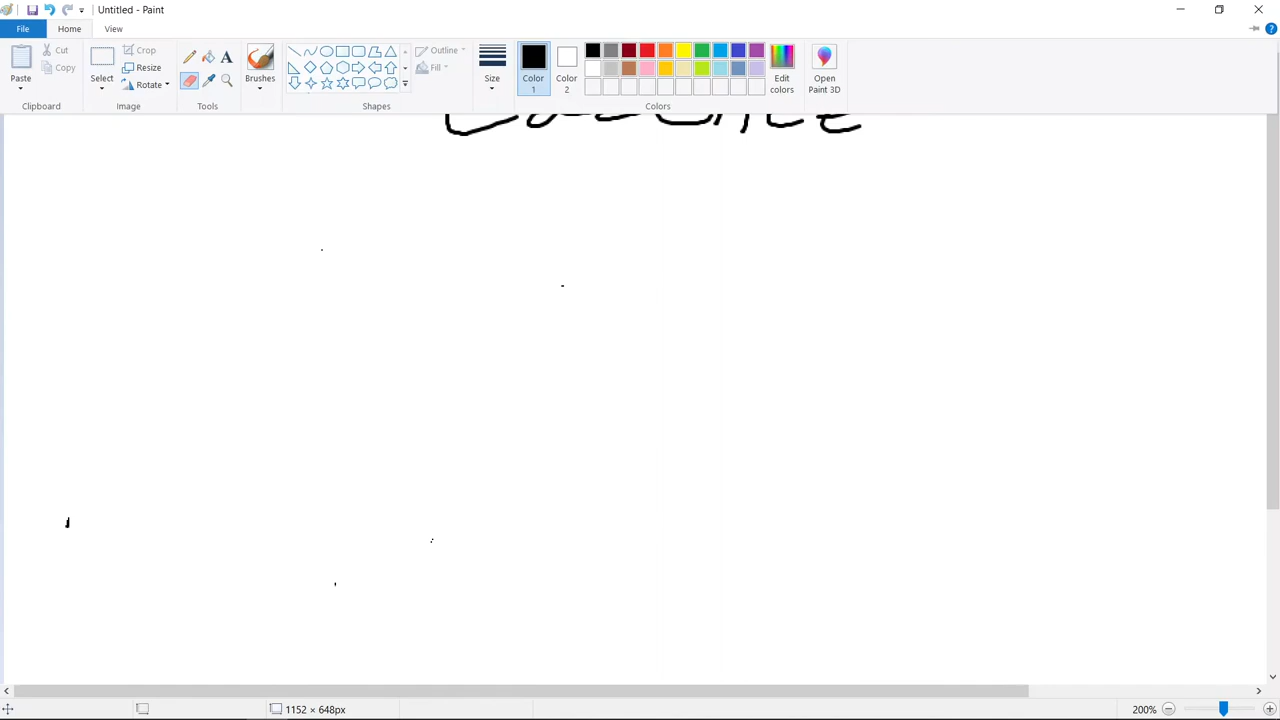 Untitled - Paint
File Home View
Paste Cut Copy Clipboard
Select Crop Resize Rotate Image
Tools
Brushes
Shapes
Outline Fill
Size
Color 1 Color 2
Edit colors
Colors
Open Paint 3D
1152 × 648px 200%